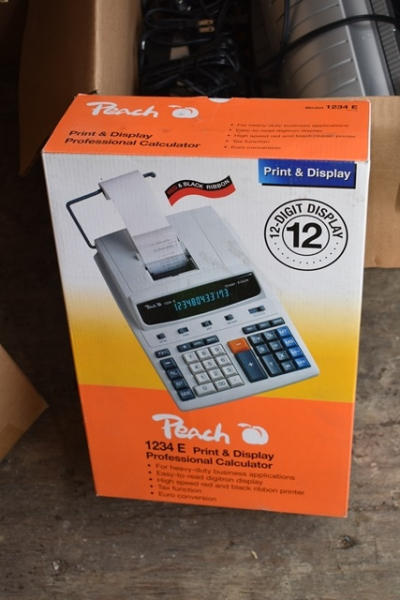 Peach
Model 1234 E
Print & Display
Professional Calculator
• For heavy-duty business applications
• Easy-to-read digitron display
• High speed red and black ribbon printer
• Tax function
• Euro conversion
Print & Display
& BLACK RIBBON
12-DIGIT DISPLAY
12
Peach
Peach
1234 E Print & Display
Professional Calculator
• For heavy-duty business applications
• Easy-to-read digitron display
• High speed red and black ribbon printer
• Tax function
• Euro conversion